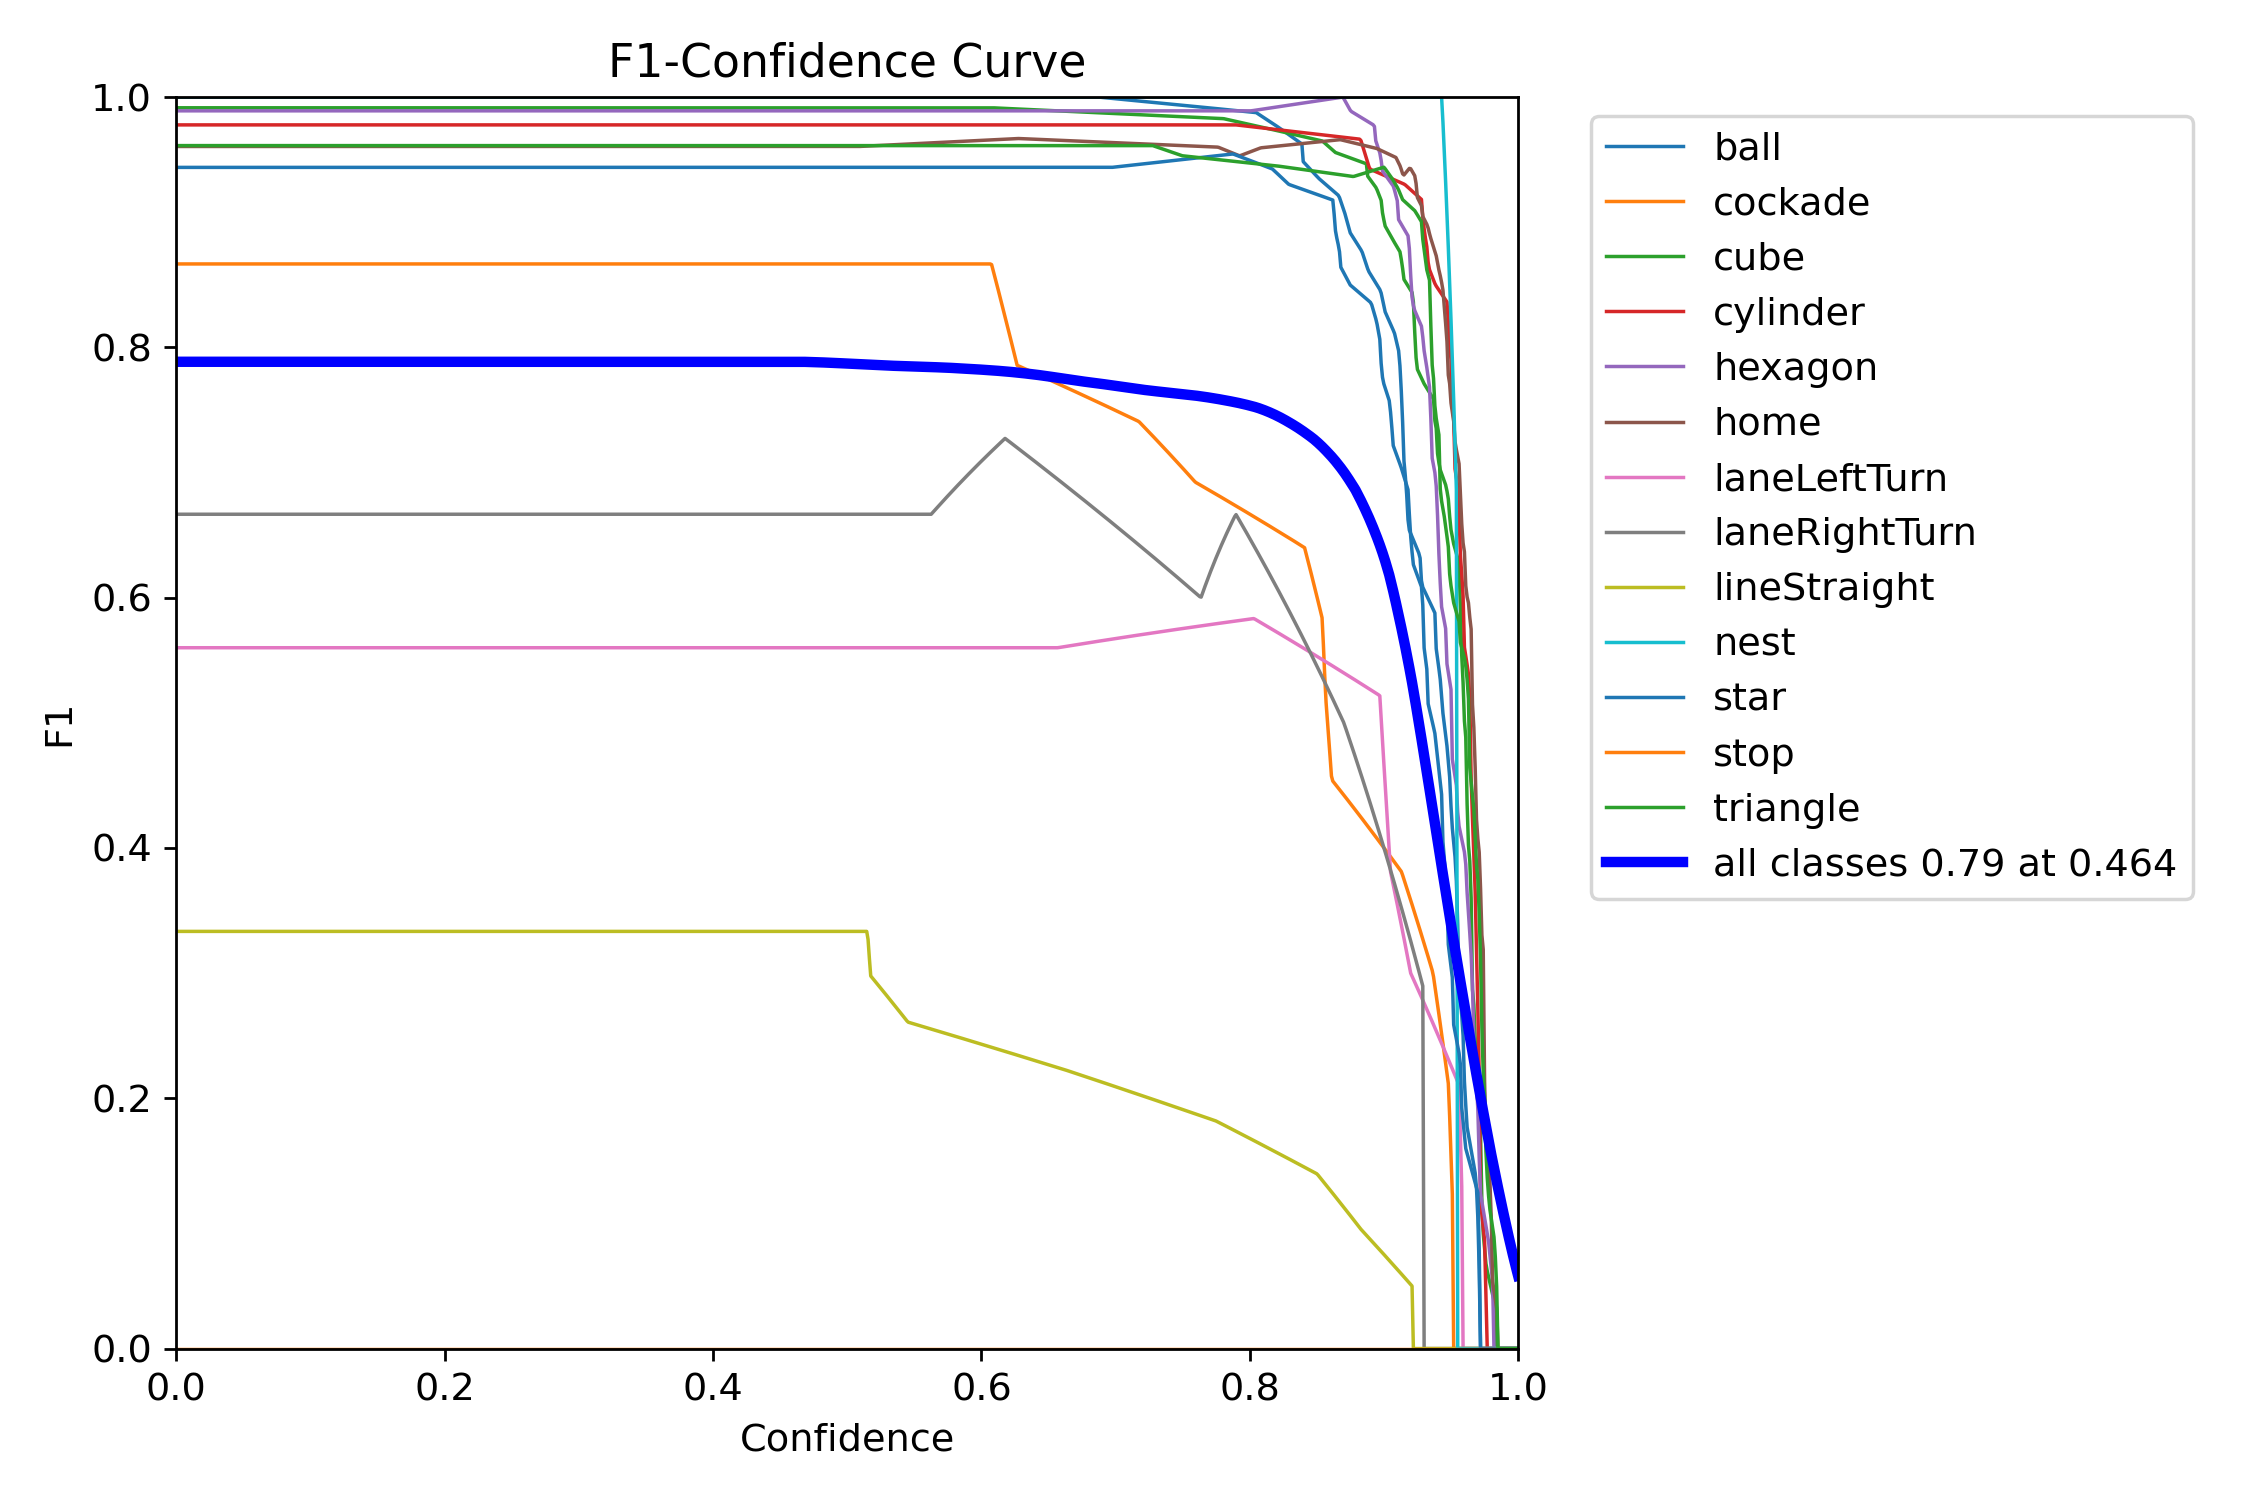 F1-Confidence Curve
1.0
0.8
0.6
0.4
0.2
0.0
F1
0.0 0.2 0.4 0.6 0.8 1.0
Confidence
ball
cockade
cube
cylinder
hexagon
home
laneLeftTurn
laneRightTurn
lineStraight
nest
star
stop
triangle
all classes 0.79 at 0.464